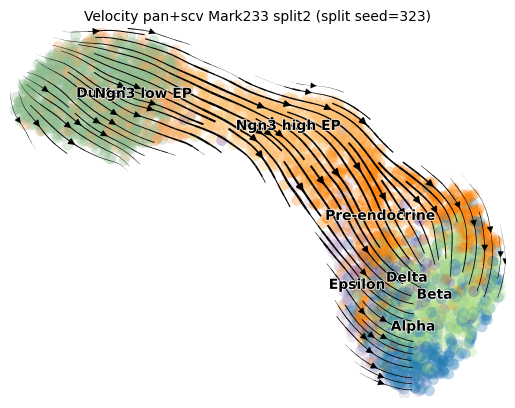 Velocity pan+scv Mark233 split2 (split seed=323)
Ngn3 low EP
Ngn3 high EP
Pre-endocrine
Delta
Epsilon
Beta
Alpha